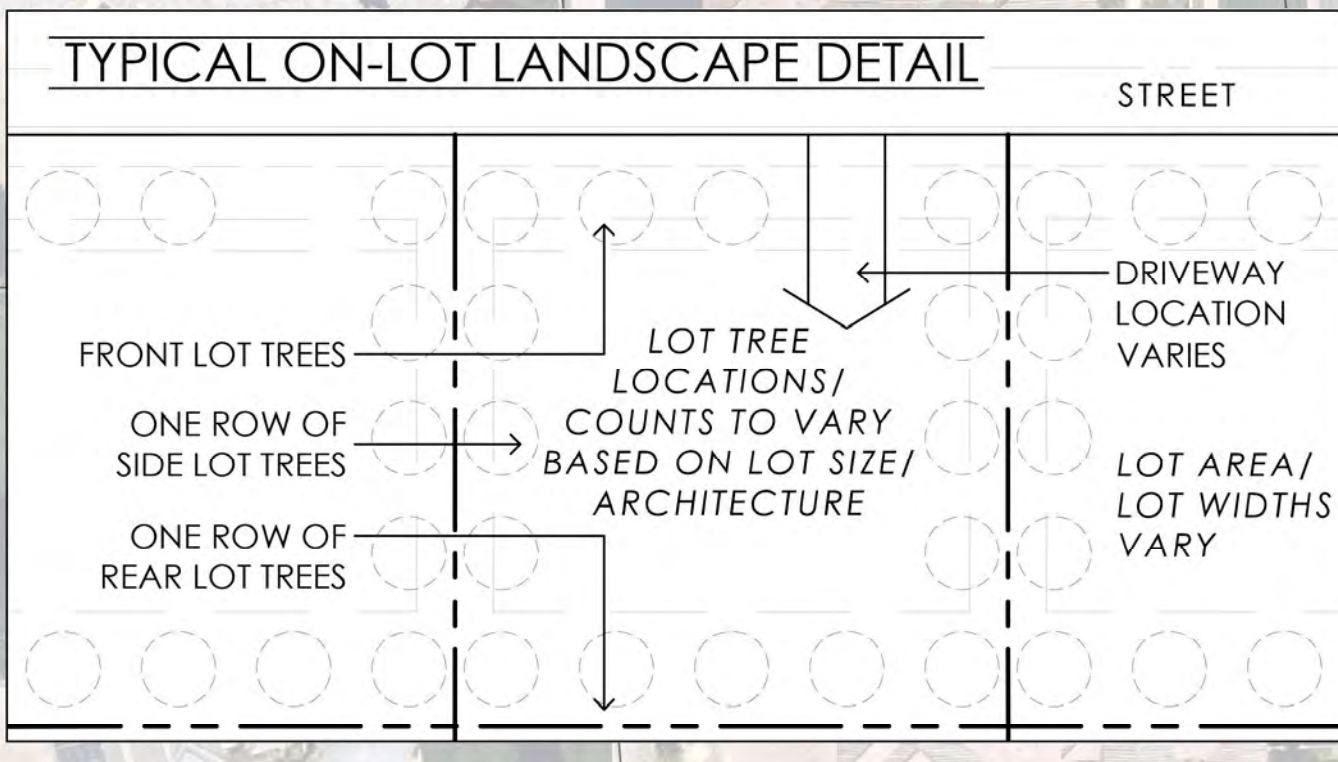 TYPICAL ON-LOT LANDSCAPE DETAIL
STREET
FRONT LOT TREES
ONE ROW OF
SIDE LOT TREES
ONE ROW OF
REAR LOT TREES
LOT TREE
LOCATIONS/
COUNTS TO VARY
BASED ON LOT SIZE/
ARCHITECTURE
DRIVEWAY
LOCATION
VARIES
LOT AREA/
LOT WIDTHS
VARY